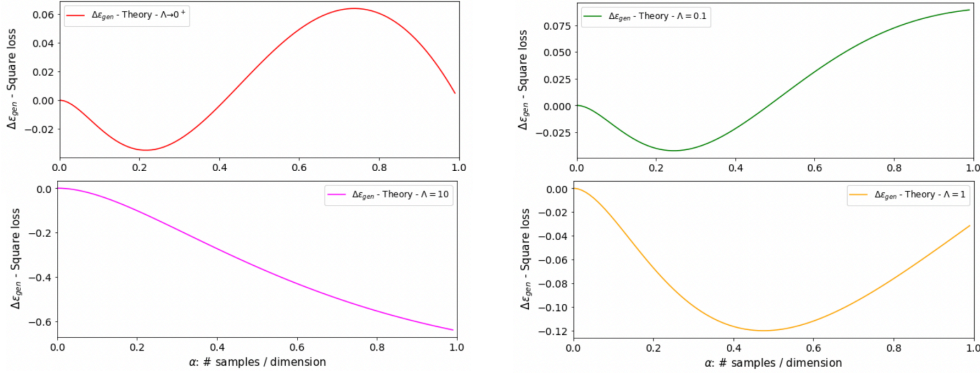 Δε_gen - Square loss
Δε_gen - Theory - Λ→0⁺
0.06
0.04
0.02
0.00
−0.02
0.0 0.2 0.4 0.6 0.8 1.0
Δε_gen - Square loss
Δε_gen - Theory - Λ = 0.1
0.075
0.050
0.025
0.000
−0.025
0.0 0.2 0.4 0.6 0.8 1.0
Δε_gen - Square loss
Δε_gen - Theory - Λ = 10
0.0
−0.2
−0.4
−0.6
0.0 0.2 0.4 0.6 0.8 1.0
α: # samples / dimension
Δε_gen - Square loss
Δε_gen - Theory - Λ = 1
0.00
−0.02
−0.04
−0.06
−0.08
−0.10
−0.12
0.0 0.2 0.4 0.6 0.8 1.0
α: # samples / dimension